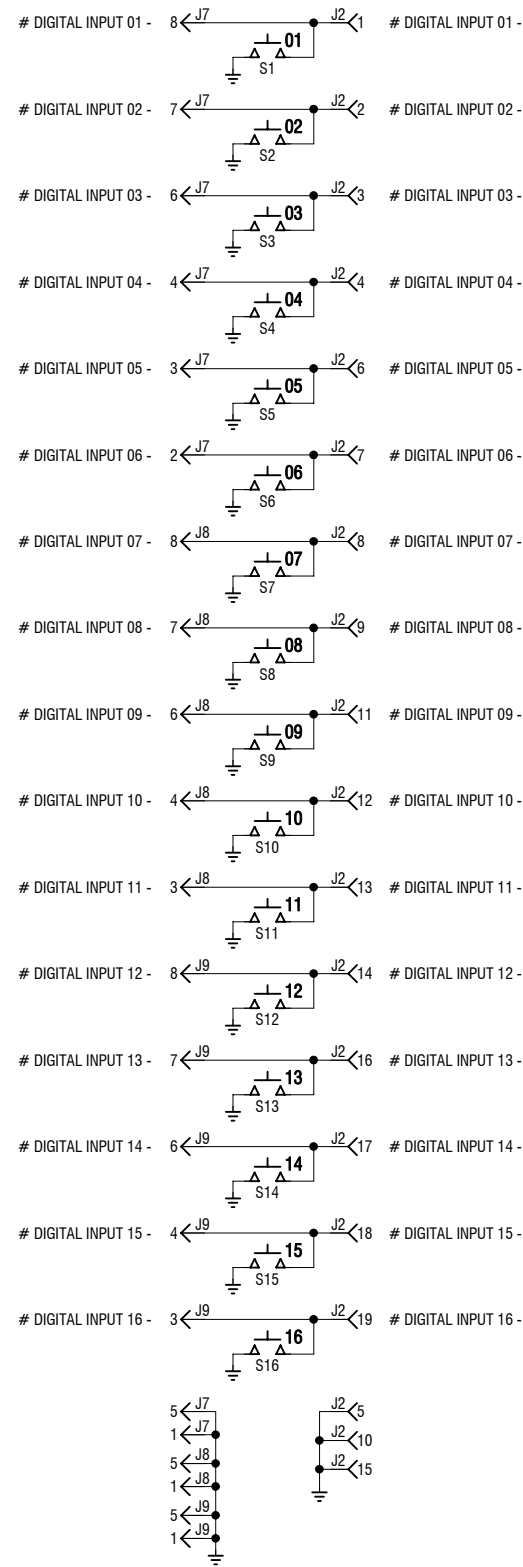 # DIGITAL INPUT 01 - 8 J7 J2 1 # DIGITAL INPUT 01 -
01
S1
# DIGITAL INPUT 02 - 7 J7 J2 2 # DIGITAL INPUT 02 -
02
S2
# DIGITAL INPUT 03 - 6 J7 J2 3 # DIGITAL INPUT 03 -
03
S3
# DIGITAL INPUT 04 - 4 J7 J2 4 # DIGITAL INPUT 04 -
04
S4
# DIGITAL INPUT 05 - 3 J7 J2 6 # DIGITAL INPUT 05 -
05
S5
# DIGITAL INPUT 06 - 2 J7 J2 7 # DIGITAL INPUT 06 -
06
S6
# DIGITAL INPUT 07 - 8 J8 J2 8 # DIGITAL INPUT 07 -
07
S7
# DIGITAL INPUT 08 - 7 J8 J2 9 # DIGITAL INPUT 08 -
08
S8
# DIGITAL INPUT 09 - 6 J8 J2 11 # DIGITAL INPUT 09 -
09
S9
# DIGITAL INPUT 10 - 4 J8 J2 12 # DIGITAL INPUT 10 -
10
S10
# DIGITAL INPUT 11 - 3 J8 J2 13 # DIGITAL INPUT 11 -
11
S11
# DIGITAL INPUT 12 - 8 J9 J2 14 # DIGITAL INPUT 12 -
12
S12
# DIGITAL INPUT 13 - 7 J9 J2 16 # DIGITAL INPUT 13 -
13
S13
# DIGITAL INPUT 14 - 6 J9 J2 17 # DIGITAL INPUT 14 -
14
S14
# DIGITAL INPUT 15 - 4 J9 J2 18 # DIGITAL INPUT 15 -
15
S15
# DIGITAL INPUT 16 - 3 J9 J2 19 # DIGITAL INPUT 16 -
16
S16
5 J7 J2 5
1 J7 J2 10
5 J8 J2 15
1 J8
5 J9
1 J9